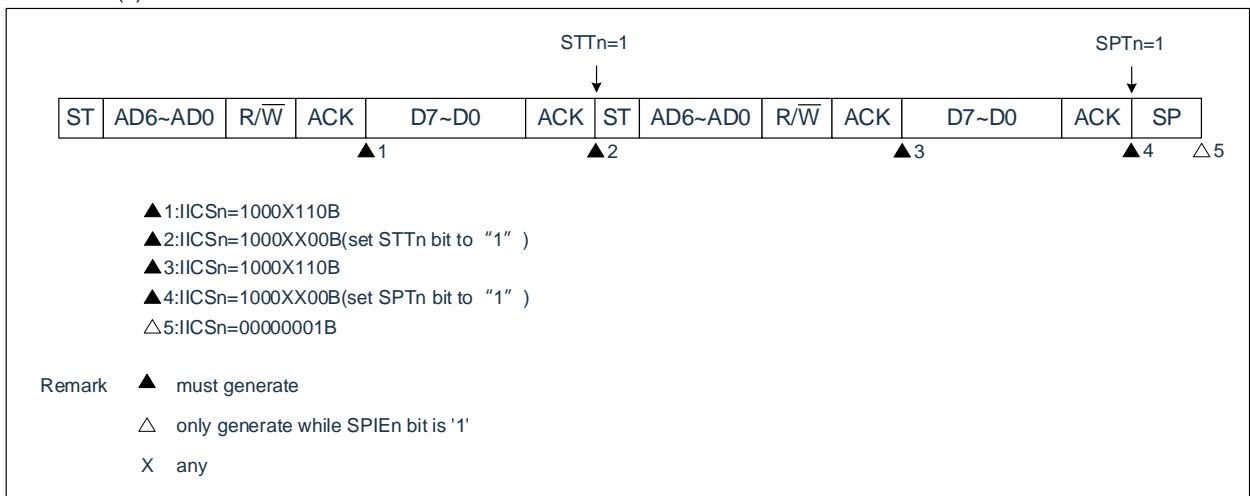 STTn=1 SPTn=1
ST AD6~AD0 R/W ACK D7~D0 ACK ST AD6~AD0 R/W ACK D7~D0 ACK SP
▲1 ▲2 ▲3 ▲4 △5
▲1:IICSn=1000X110B
▲2:IICSn=1000XX00B(set STTn bit to “1” )
▲3:IICSn=1000X110B
▲4:IICSn=1000XX00B(set SPTn bit to “1” )
△5:IICSn=00000001B
Remark ▲ must generate
△ only generate while SPIEn bit is '1'
X any